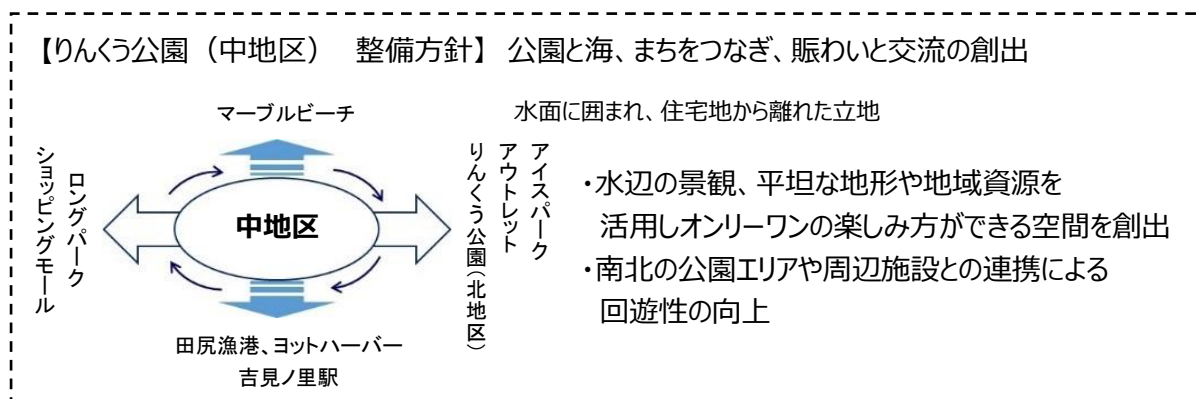 【りんくう公園（中地区）　整備方針】 公園と海、まちをつなぎ、賑わいと交流の創出
マーブルビーチ
水面に囲まれ、住宅地から離れた立地
ロングパーク
ショッピングモール
中地区
アイスパーク
アウトレット
りんくう公園（北地区）
・水辺の景観、平坦な地形や地域資源を
活用しオンリーワンの楽しみ方ができる空間を創出
・南北の公園エリアや周辺施設との連携による
回遊性の向上
田尻漁港、ヨットハーバー
吉見ノ里駅